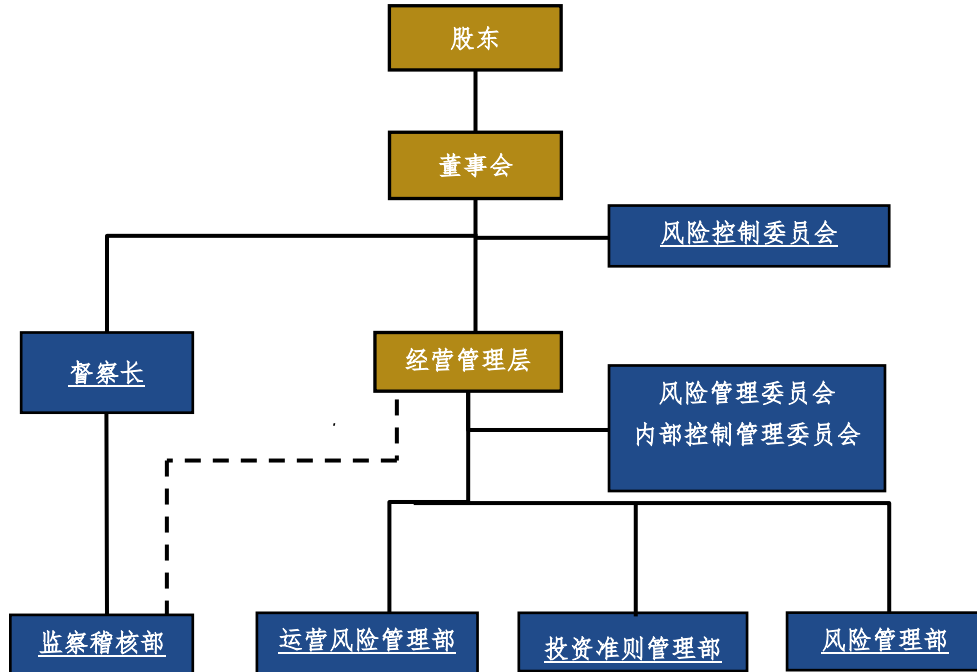 股东
董事会
风险控制委员会
督察长
经营管理层
风险管理委员会
内部控制管理委员会
监察稽核部
运营风险管理部
投资准则管理部
风险管理部